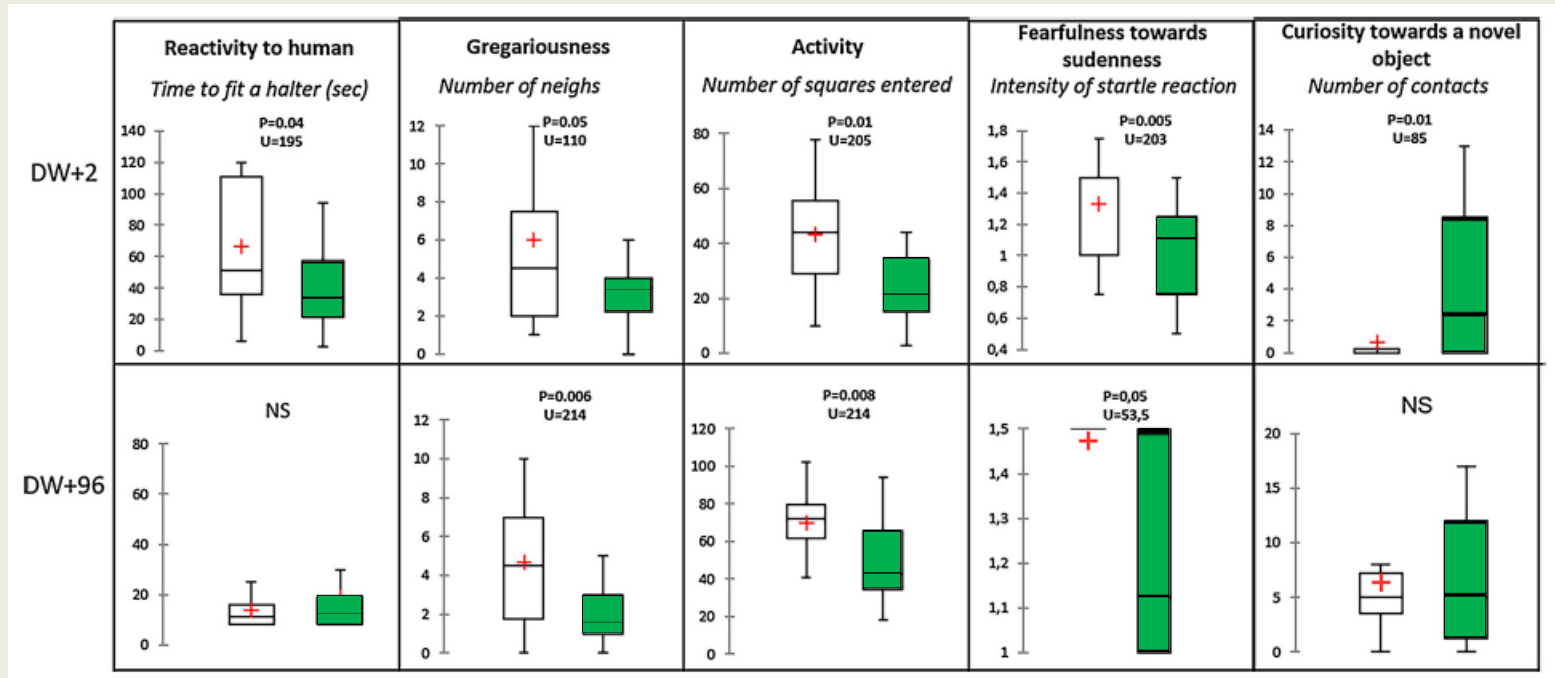 Reactivity to human
Time to fit a halter (sec)
Gregariousness
Number of neighs
Activity
Number of squares entered
Fearfulness towards
sudenness
Intensity of startle reaction
Curiosity towards a novel
object
Number of contacts
DW+2
P=0.04
U=195
140
120
100
80
60
40
20
0
P=0.05
U=110
12
10
8
6
4
2
0
P=0.01
U=205
80
60
40
20
0
P=0.005
U=203
1,8
1,6
1,4
1,2
1
0,8
0,6
0,4
P=0.01
U=85
14
12
10
8
6
4
2
0
DW+96
NS
80
60
40
20
0
P=0.006
U=214
12
10
8
6
4
2
0
P=0.008
U=214
120
100
80
60
40
20
0
P=0,05
U=53,5
1,5
1,4
1,3
1,2
1,1
1
NS
20
15
10
5
0